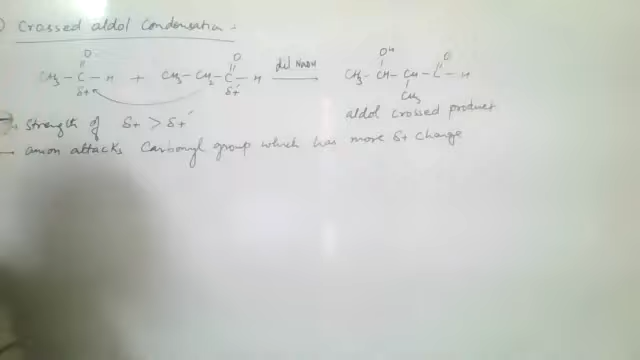 Crossed aldol Condensation :-
O O OH O
CH3 - C - H + CH3 - CH2 - C - H dil NaOH CH3 - CH - CH - C - H
δ+ δ+' CH3
aldol crossed product
→ strength of δ+ > δ+'
→ anion attacks Carbonyl group which has more δ+ change